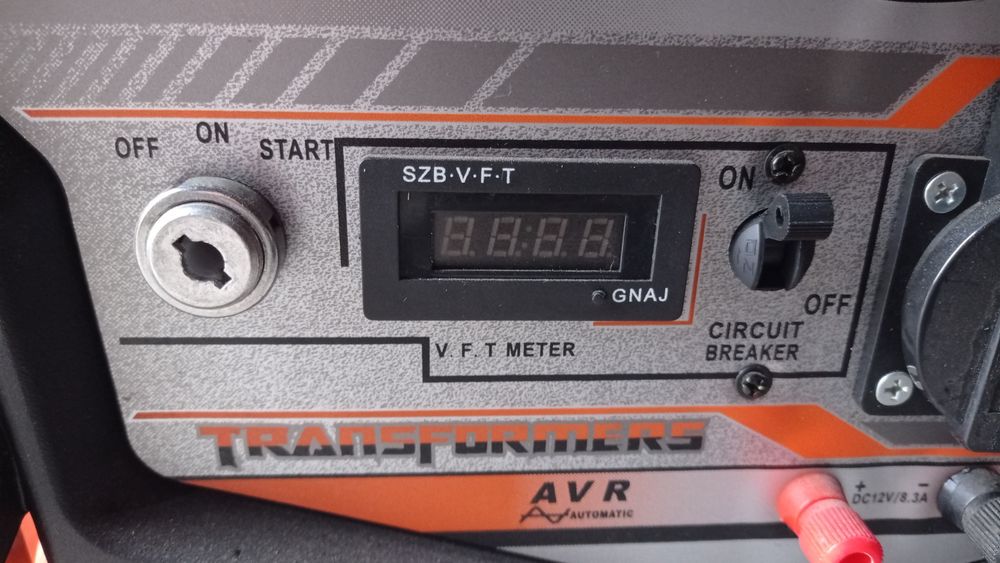 OFF
ON
START
SZB·V·F·T
GNAJ
V. F. T METER
ON
OFF
CIRCUIT
BREAKER
TRANSFORMERS
AVR
AUTOMATIC
+ −
DC12V/8.3A